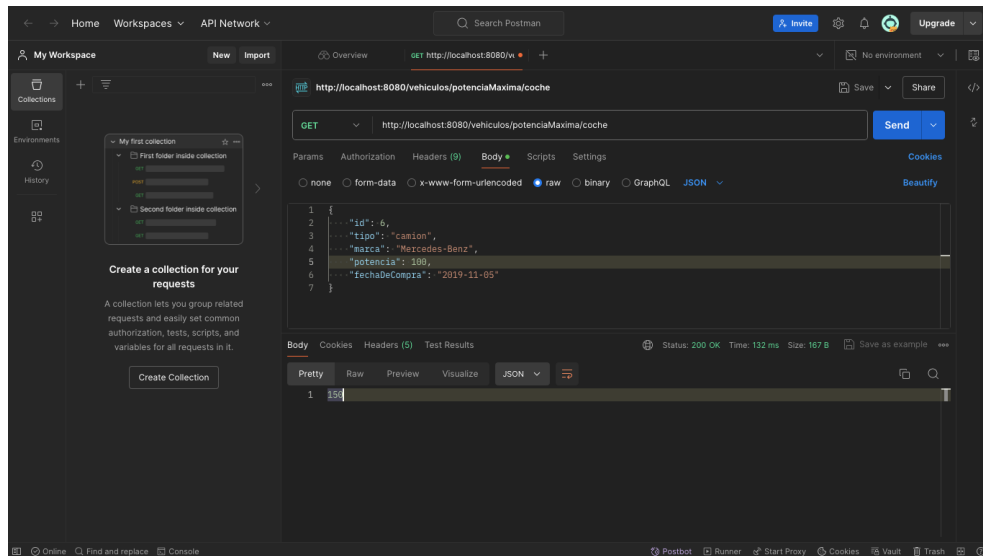 Home Workspaces API Network Search Postman Invite Upgrade
My Workspace New Import Overview GET http://localhost:8080/ve + No environment
Collections
Environments
History
My first collection
First folder inside collection
GET
POST
GET
Second folder inside collection
GET
GET
Create a collection for your
requests
A collection lets you group related
requests and easily set common
authorization, tests, scripts, and
variables for all requests in it.
Create Collection
HTTP http://localhost:8080/vehiculos/potenciaMaxima/coche Save Share
GET http://localhost:8080/vehiculos/potenciaMaxima/coche Send
Params Authorization Headers (9) Body Scripts Settings Cookies
none form-data x-www-form-urlencoded raw binary GraphQL JSON Beautify
1 {
2 "id": 6,
3 "tipo": "camion",
4 "marca": "Mercedes-Benz",
5 "potencia": 100,
6 "fechaDeCompra": "2019-11-05"
7 }
Body Cookies Headers (5) Test Results Status: 200 OK Time: 132 ms Size: 167 B Save as example
Pretty Raw Preview Visualize JSON
1 150
Online Find and replace Console Postbot Runner Start Proxy Cookies Vault Trash